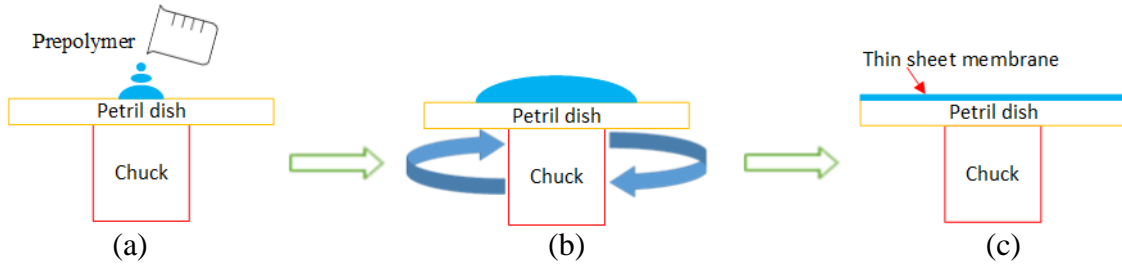 Prepolymer
Petril dish
Chuck
(a)
Petril dish
Chuck
(b)
Thin sheet membrane
Petril dish
Chuck
(c)